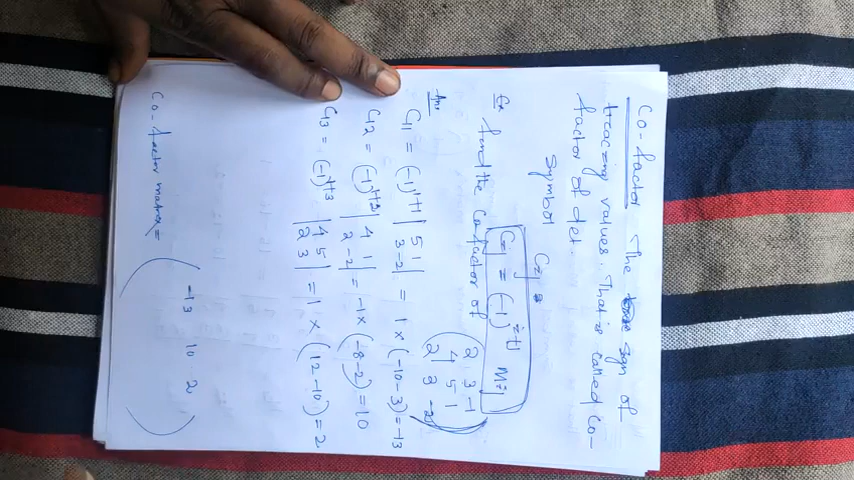 Co-factor The sign of
tracing values. That is called Co-
factor of det.
Symbol Cij
Cij = (-1)^i+j Mij
Ex find the co-factor of ( 2 3 -1
4 5 1
2 3 -2 )
Ans
C11 = (-1)^1+1 | 5 1
3 -2 | = 1 × (-10-3) = -13
C12 = (-1)^1+2 | 4 1
2 -2 | = -1 × (-8-2) = 10
C13 = (-1)^1+3 | 4 5
2 3 | = 1 × (12-10) = 2
Co-factor matrix = ( -13 10 2 )